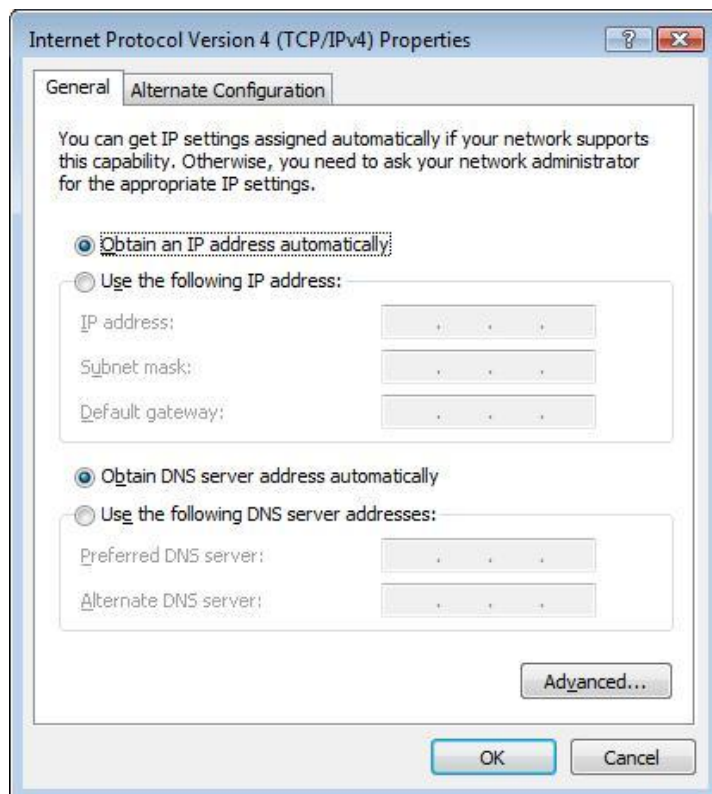 Internet Protocol Version 4 (TCP/IPv4) Properties
?
General
Alternate Configuration
You can get IP settings assigned automatically if your network supports
this capability. Otherwise, you need to ask your network administrator
for the appropriate IP settings.
Obtain an IP address automatically
Use the following IP address:
IP address:
Subnet mask:
Default gateway:
Obtain DNS server address automatically
Use the following DNS server addresses:
Preferred DNS server:
Alternate DNS server:
Advanced...
OK
Cancel